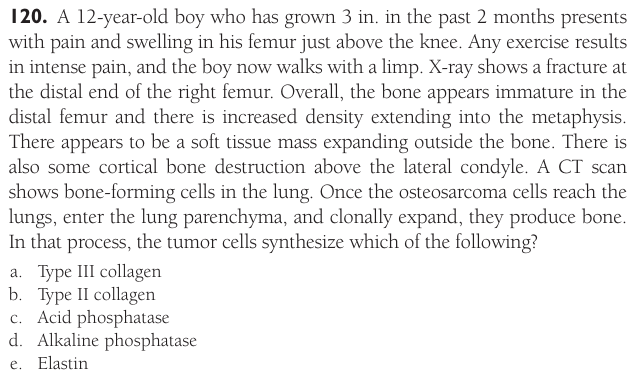 120. A 12-year-old boy who has grown 3 in. in the past 2 months presents
with pain and swelling in his femur just above the knee. Any exercise results
in intense pain, and the boy now walks with a limp. X-ray shows a fracture at
the distal end of the right femur. Overall, the bone appears immature in the
distal femur and there is increased density extending into the metaphysis.
There appears to be a soft tissue mass expanding outside the bone. There is
also some cortical bone destruction above the lateral condyle. A CT scan
shows bone-forming cells in the lung. Once the osteosarcoma cells reach the
lungs, enter the lung parenchyma, and clonally expand, they produce bone.
In that process, the tumor cells synthesize which of the following?
a. Type III collagen
b. Type II collagen
c. Acid phosphatase
d. Alkaline phosphatase
e. Elastin